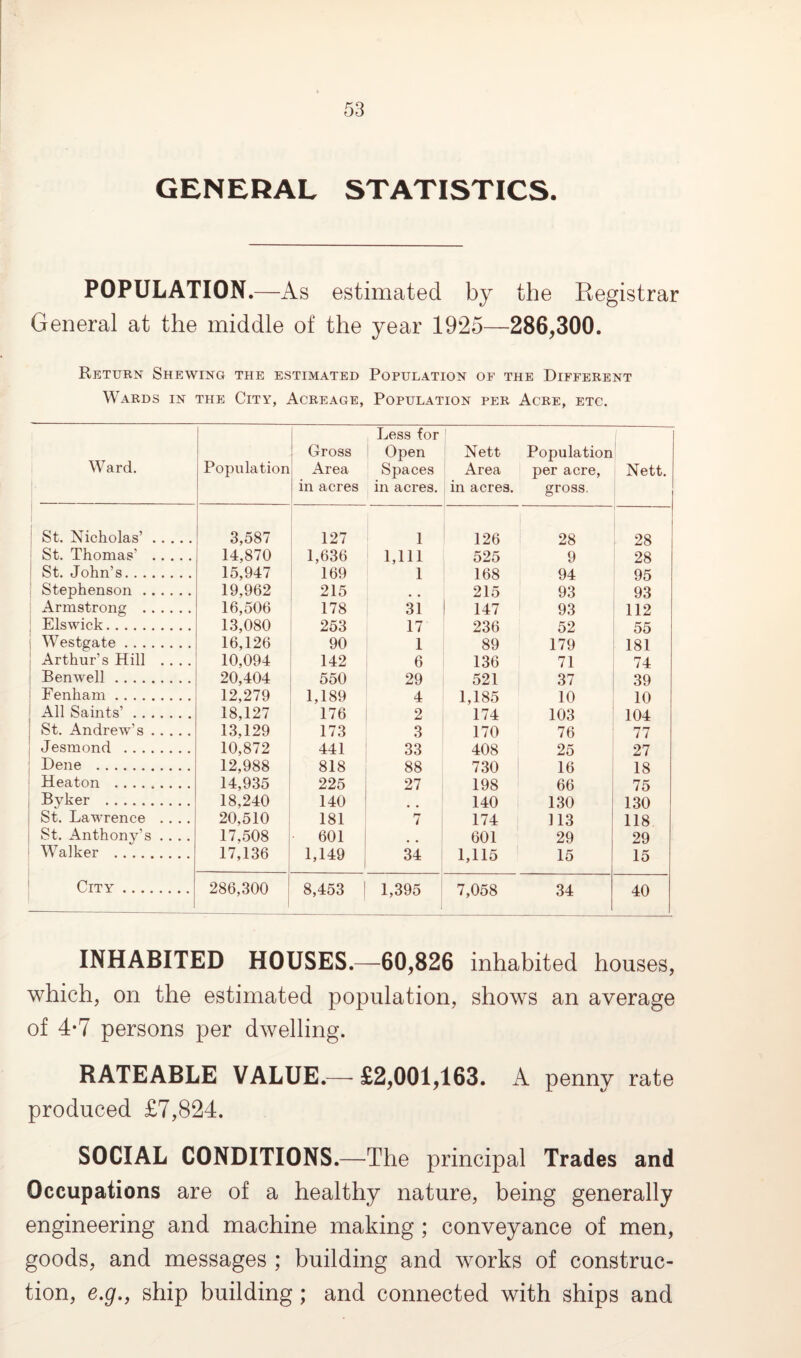 53
GENERAL STATISTICS.
POPULATION.—As estimated by the Registrar
General at the middle of the year 1925—286,300.
Return Shewing the estimated Population of the Different
Wards in the City, Acreage, Population per Acre, etc.
Ward. Population Gross Area in acres Less for Open Spaces in acres. Nett Area in acres. Population per acre, gross. Nett.
St. Nicholas' ..... 3,587 127 1 126 28 28
St. Thomas' ..... 14,870 1,636 1,111 525 9 28
St. John's........ 15,947 169 1 168 94 95
Stephenson ...... 19,962 215 .. 215 93 93
Armstrong ...... 16,506 178 31 147 93 112
Elswick.......... 13,080 253 17 236 52 55
Westgate ........ 16,126 90 1 89 179 181
Arthur's Hill .... 10,094 142 6 136 71 74
Benwell ......... 20,404 550 29 521 37 39
Fenham ......... 12,279 1,189 4 1,185 10 10
All Saints' ....... 18,127 176 2 174 103 104
St. Andrew's ..... 13,129 173 3 170 76 77
Jesmond ........ 10,872 441 33 408 25 27
Dene ........... 12,988 818 88 730 16 18
Heaton ......... 14,935 225 27 198 66 75
Byker .......... 18,240 140 .. 140 130 130
St. Lawrence .... 20,510 181 7 174 113 118
St. Anthony's .... 17,508 601 .. 601 29 29
Walker ......... 17,136 1,149 34 1,115 15 15
City ........ 286,300 8,453 1,395 7,058 34 40
INHABITED HOUSES.—60,826 inhabited houses,
which, on the estimated population, shows an average
of 4·7 persons per dwelling.
RATEABLE VALUE.—£2,001,163. A penny rate
produced £7,824.
SOCIAL CONDITIONS.—The principal Trades and
Occupations are of a healthy nature, being generally
engineering and machine making ; conveyance of men,
goods, and messages ; building and works of construc-
tion, e.g., ship building ; and connected with ships and